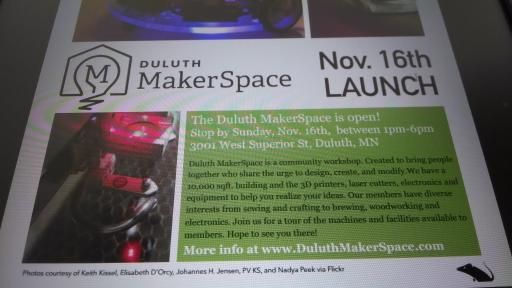 DULUTH
MakerSpace
Nov. 16th
LAUNCH
The Duluth MakerSpace is open!
Stop by Sunday, Nov. 16th, between 1pm-6pm
3001 West Superior St, Duluth, MN
Duluth MakerSpace is a community workshop. Created to bring people
together who share the urge to design, create, and modify. We have a
10,000 sqft. building and the 3D printers, laser cutters, electronics and
equipment to help you realize your ideas. Our members have diverse
interests from sewing and crafting to brewing, woodworking and
electronics. Join us for a tour of the machines and facilities available to
members. Hope to see you there!
More info at www.DuluthMakerSpace.com
Photos courtesy of Keith Kissel, Elisabeth D'Orcy, Johannes H. Jensen, PV KS, and Nadya Peek via Flickr